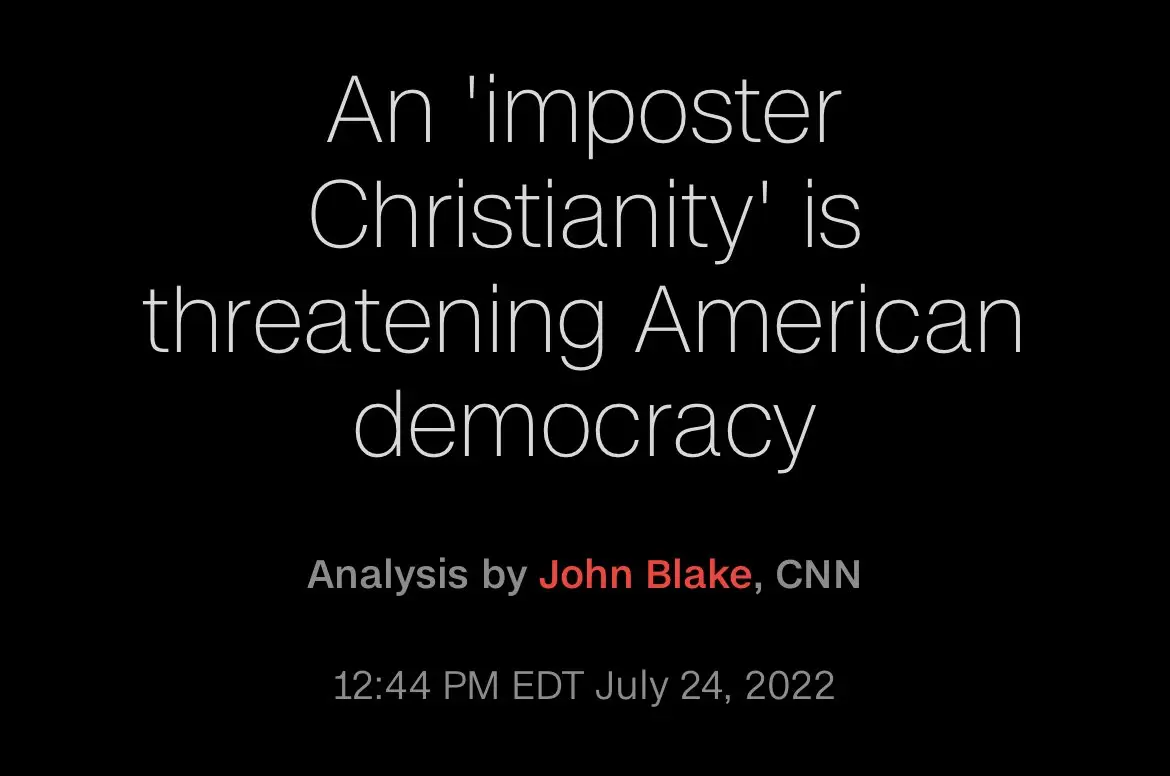 An 'imposter
Christianity' is
threatening American
democracy
Analysis by John Blake, CNN
12:44 PM EDT July 24, 2022